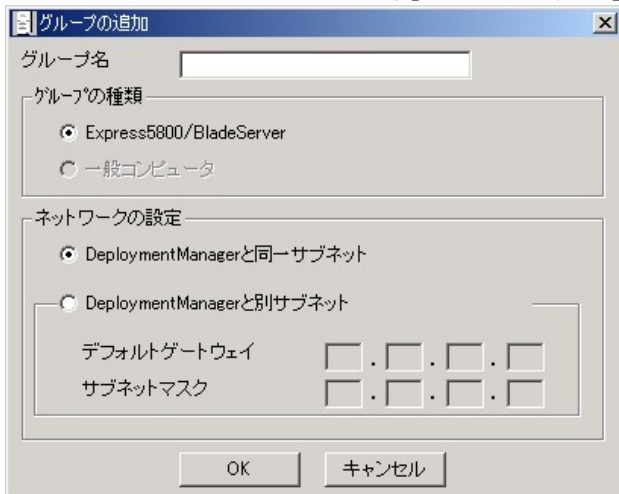 グループの追加
グループ名
グループの種類
Express5800/BladeServer
一般コンピュータ
ネットワークの設定
DeploymentManagerと同一サブネット
DeploymentManagerと別サブネット
デフォルトゲートウェイ . . .
サブネットマスク . . .
OK キャンセル